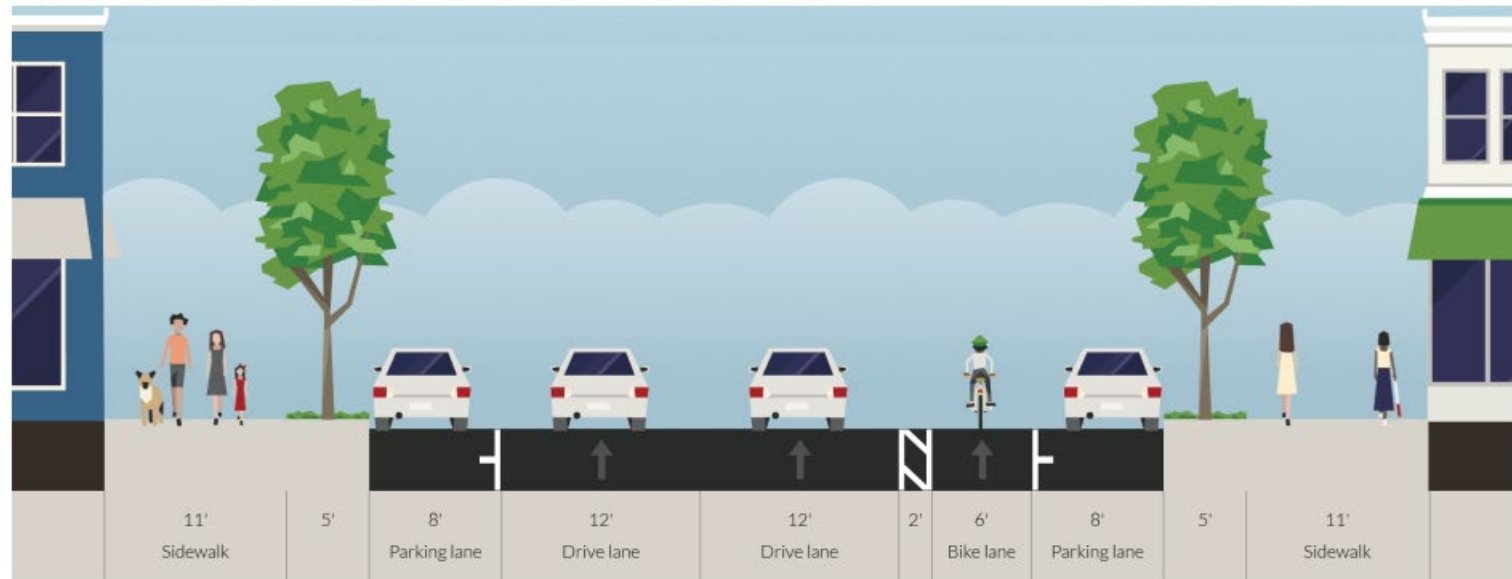 11' 5' 8' 12' 12' 2' 6' 8' 5' 11'
Sidewalk Parking lane Drive lane Drive lane Bike lane Parking lane Sidewalk